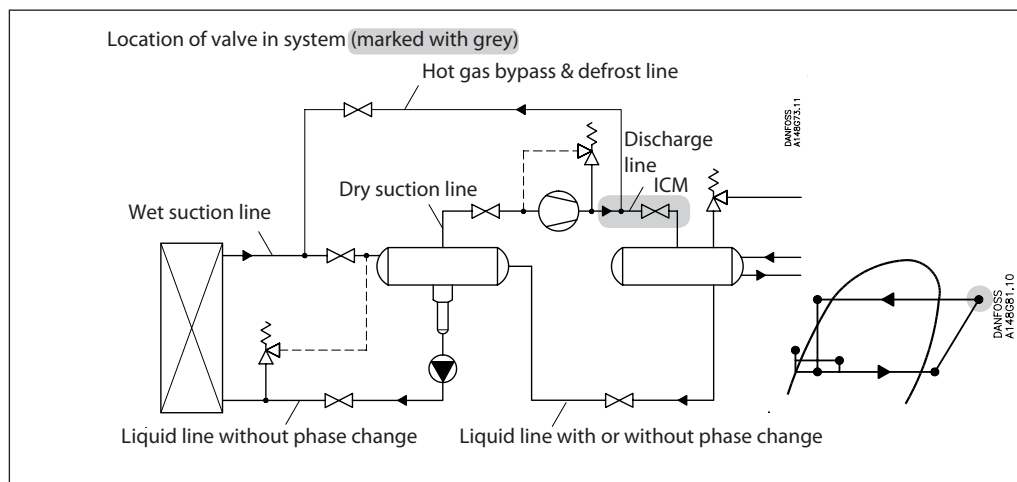 Location of valve in system (marked with grey)
Hot gas bypass & defrost line
DANFOSS
A148G73.11
Discharge
line
ICM
Dry suction line
Wet suction line
DANFOSS
A148G81.10
Liquid line without phase change
Liquid line with or without phase change